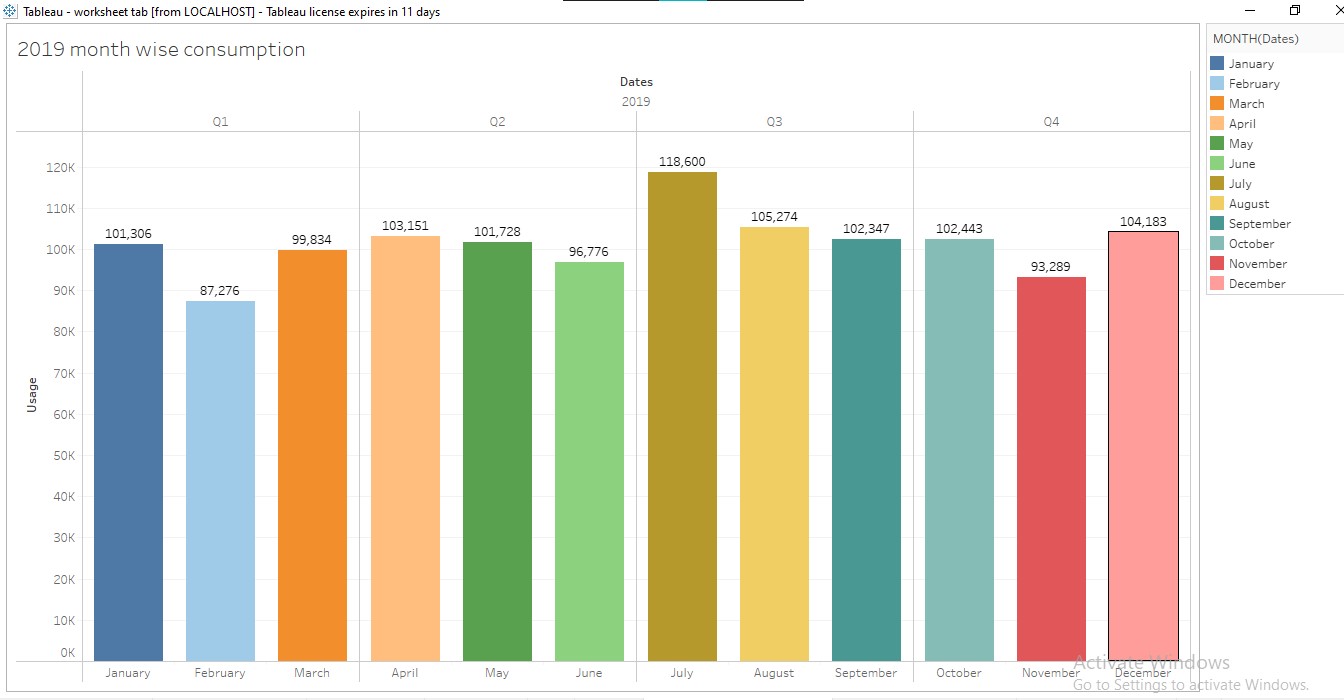 Tableau - worksheet tab [from LOCALHOST] - Tableau license expires in 11 days
2019 month wise consumption
Dates
2019
Q1 Q2 Q3 Q4
120K
110K
100K
90K
80K
70K
60K
50K
40K
30K
20K
10K
0K
Usage
101,306 87,276 99,834 103,151 101,728 96,776 118,600 105,274 102,347 102,443 93,289 104,183
January February March April May June July August September October November December
MONTH(Dates)
January
February
March
April
May
June
July
August
September
October
November
December
Activate Windows
Go to Settings to activate Windows.